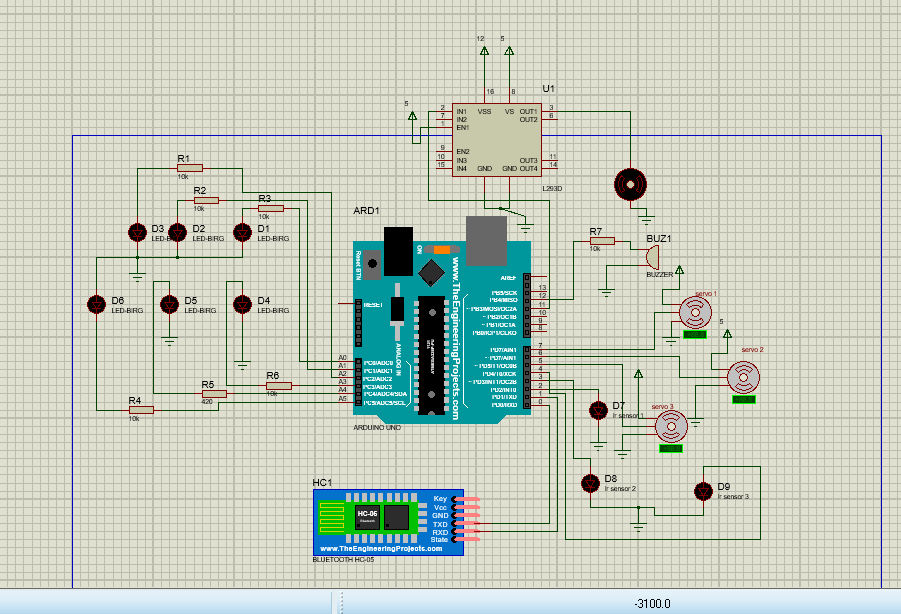 12 5
U1
16 8
5
2 IN1 VSS VS OUT1 3
7 IN2 OUT2 6
1 EN1
9 EN2
10 IN3 OUT3 11
15 IN4 GND GND OUT4 14
L293D
R1
10k
R2
10k
R3
10k
D3
LED-BIRG
D2
LED-BIRG
D1
LED-BIRG
D6
LED-BIRG
D5
LED-BIRG
D4
LED-BIRG
R4
10k
R5
420
R6
10k
ARD1
Reset BTN
ON
www.TheEngineeringProjects.com
RESET
ANALOG IN
AREF
PB5/SCK 13
PB4/MISO 12
~PB3/MOSI/OC2A 11
~ PB2/OC1B 10
~ PB1/OC1A 9
PB0/ICP1/CLKO 8
PD7/AIN1 7
~ PD6/AIN0 6
~ PD5/T1/OC0B 5
PD4/T0/XCK 4
~ PD3/INT1/OC2B 3
PD2/INT0 2
PD1/TXD 1
PD0/RXD 0
A0 PC0/ADC0
A1 PC1/ADC1
A2 PC2/ADC2
A3 PC3/ADC3
A4 PC4/ADC4/SDA
A5 PC5/ADC5/SCL
ARDUINO UNO
R7
10k
BUZ1
BUZZER
servo 1
5
servo 2
servo 3
D7
Ir sensor 1
D8
Ir sensor 2
D9
Ir sensor 3
HC1
HC-05
Bluetooth
Key
Vcc
GND
TXD
RXD
State
www.TheEngineeringProjects.com
BLUETOOTH HC-05
-3100.0